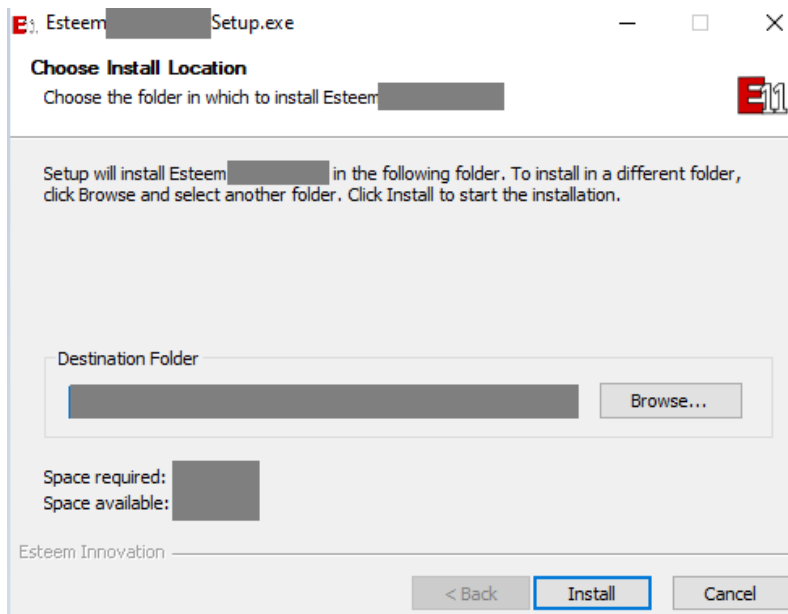 E11 Esteem Setup.exe
Choose Install Location
Choose the folder in which to install Esteem
E11
Setup will install Esteem in the following folder. To install in a different folder,
click Browse and select another folder. Click Install to start the installation.
Destination Folder
Browse...
Space required:
Space available:
Esteem Innovation
< Back Install Cancel